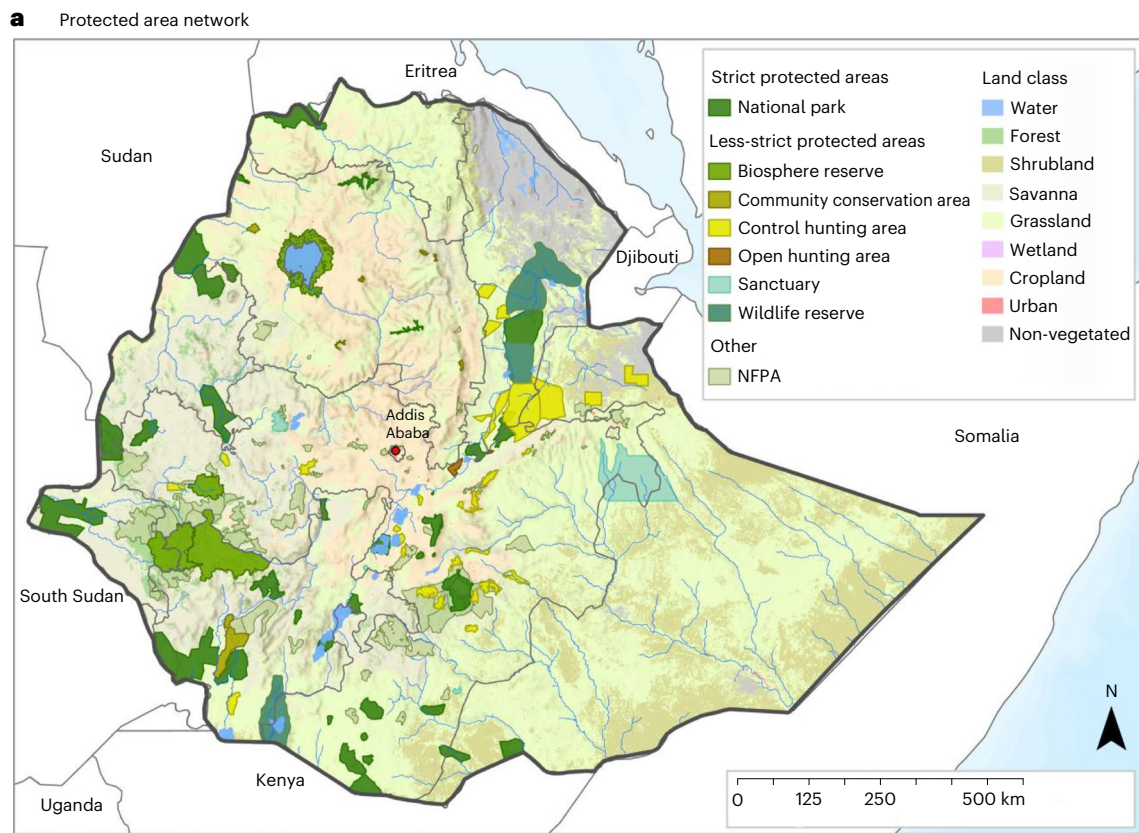 a Protected area network
Eritrea
Sudan
Djibouti
Addis
Ababa
Somalia
South Sudan
Kenya
Uganda
Strict protected areas
National park
Less-strict protected areas
Biosphere reserve
Community conservation area
Control hunting area
Open hunting area
Sanctuary
Wildlife reserve
Other
NFPA
Land class
Water
Forest
Shrubland
Savanna
Grassland
Wetland
Cropland
Urban
Non-vegetated
N
0 125 250 500 km